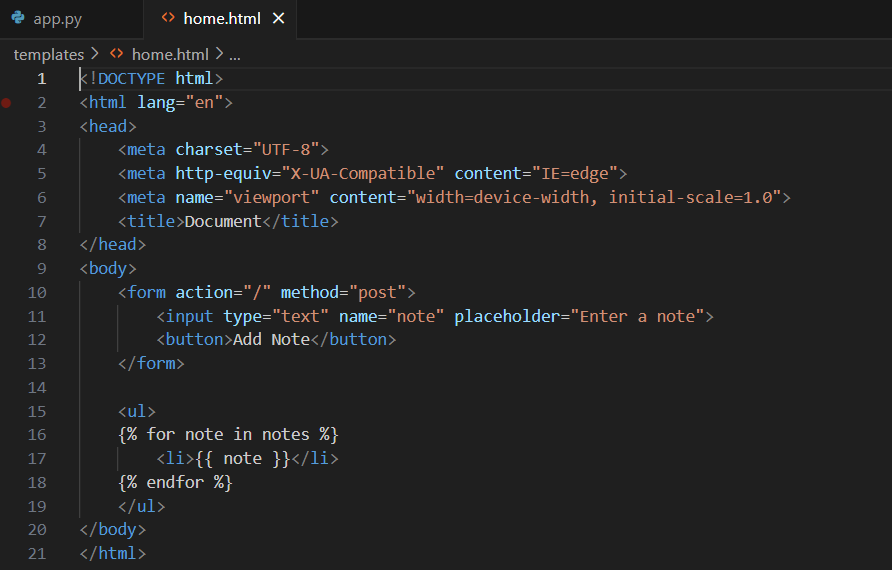 app.py home.html
templates > home.html > ...
1 <!DOCTYPE html>
2 <html lang="en">
3 <head>
4     <meta charset="UTF-8">
5     <meta http-equiv="X-UA-Compatible" content="IE=edge">
6     <meta name="viewport" content="width=device-width, initial-scale=1.0">
7     <title>Document</title>
8 </head>
9 <body>
10     <form action="/" method="post">
11         <input type="text" name="note" placeholder="Enter a note">
12         <button>Add Note</button>
13     </form>
14
15     <ul>
16     {% for note in notes %}
17         <li>{{ note }}</li>
18     {% endfor %}
19     </ul>
20 </body>
21 </html>